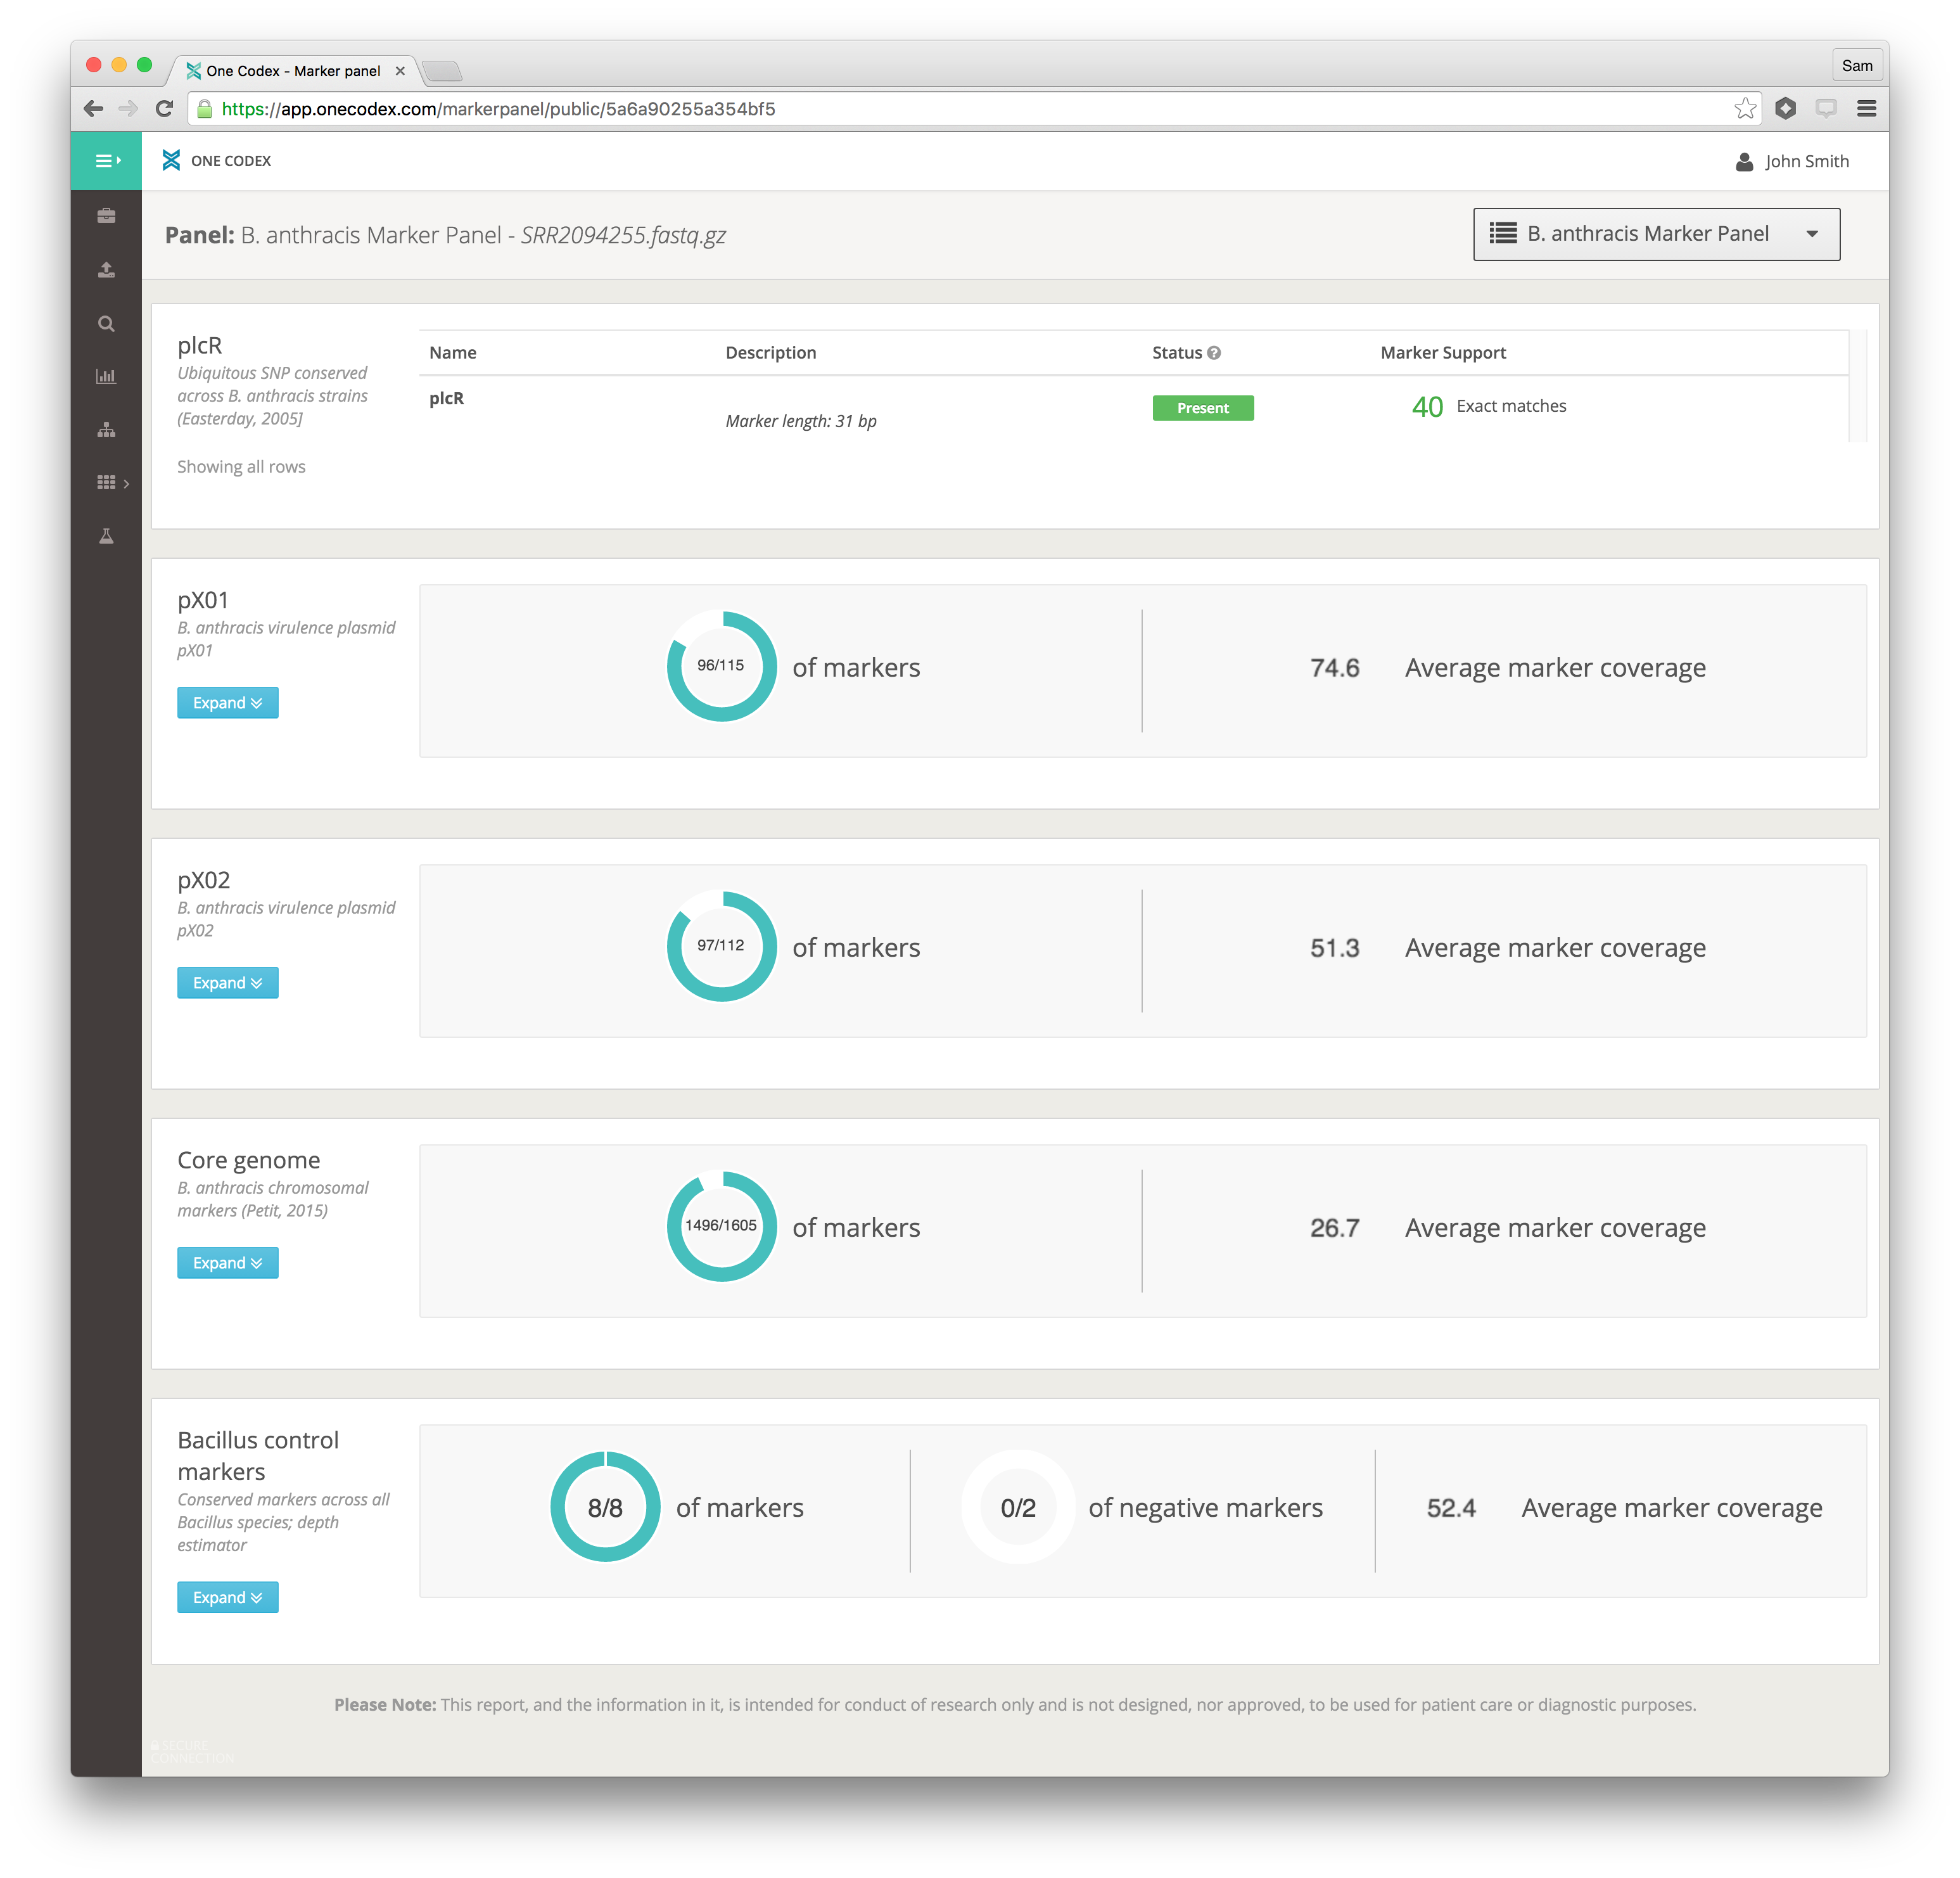 One Codex - Marker panel
Sam
https://app.onecodex.com/markerpanel/public/5a6a90255a354bf5
ONE CODEX
John Smith
Panel: B. anthracis Marker Panel - SRR2094255.fastq.gz
B. anthracis Marker Panel
plcR
Ubiquitous SNP conserved
across B. anthracis strains
(Easterday, 2005]
Showing all rows
Name Description Status Marker Support
plcR
Marker length: 31 bp
Present
40 Exact matches
pX01
B. anthracis virulence plasmid
pX01
Expand
96/115 of markers
74.6 Average marker coverage
pX02
B. anthracis virulence plasmid
pX02
Expand
97/112 of markers
51.3 Average marker coverage
Core genome
B. anthracis chromosomal
markers (Petit, 2015)
Expand
1496/1605 of markers
26.7 Average marker coverage
Bacillus control
markers
Conserved markers across all
Bacillus species; depth
estimator
Expand
8/8 of markers
0/2 of negative markers
52.4 Average marker coverage
Please Note: This report, and the information in it, is intended for conduct of research only and is not designed, nor approved, to be used for patient care or diagnostic purposes.
SECURE
CONNECTION